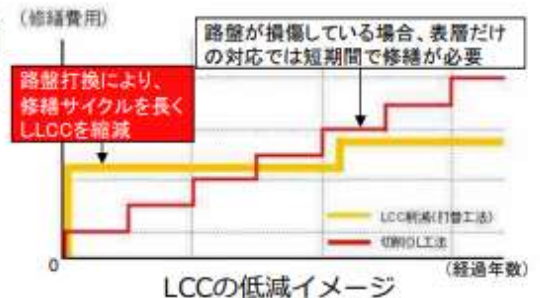 (修繕費用)
路盤が損傷している場合、表層だけ
の対応では短期間で修繕が必要
路盤打換により、
修繕サイクルを長く
しLCCを縮減
LCC削減(打替工法)
切削OL工法
0
(経過年数)
LCCの低減イメージ